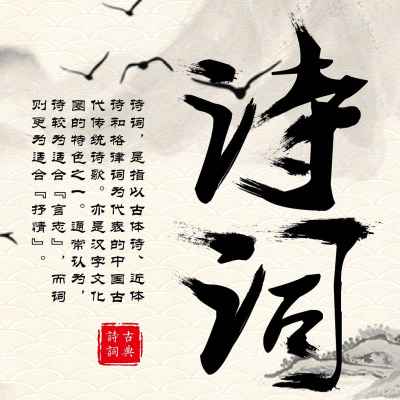 诗词
诗词，是指以古体诗、近体
诗和格律词为代表的中国古
代传统诗歌。亦是汉字文化
圈的特色之一。通常认为，
诗较为适合『言志』，而词
则更为适合『抒情』。
古典
詩詞